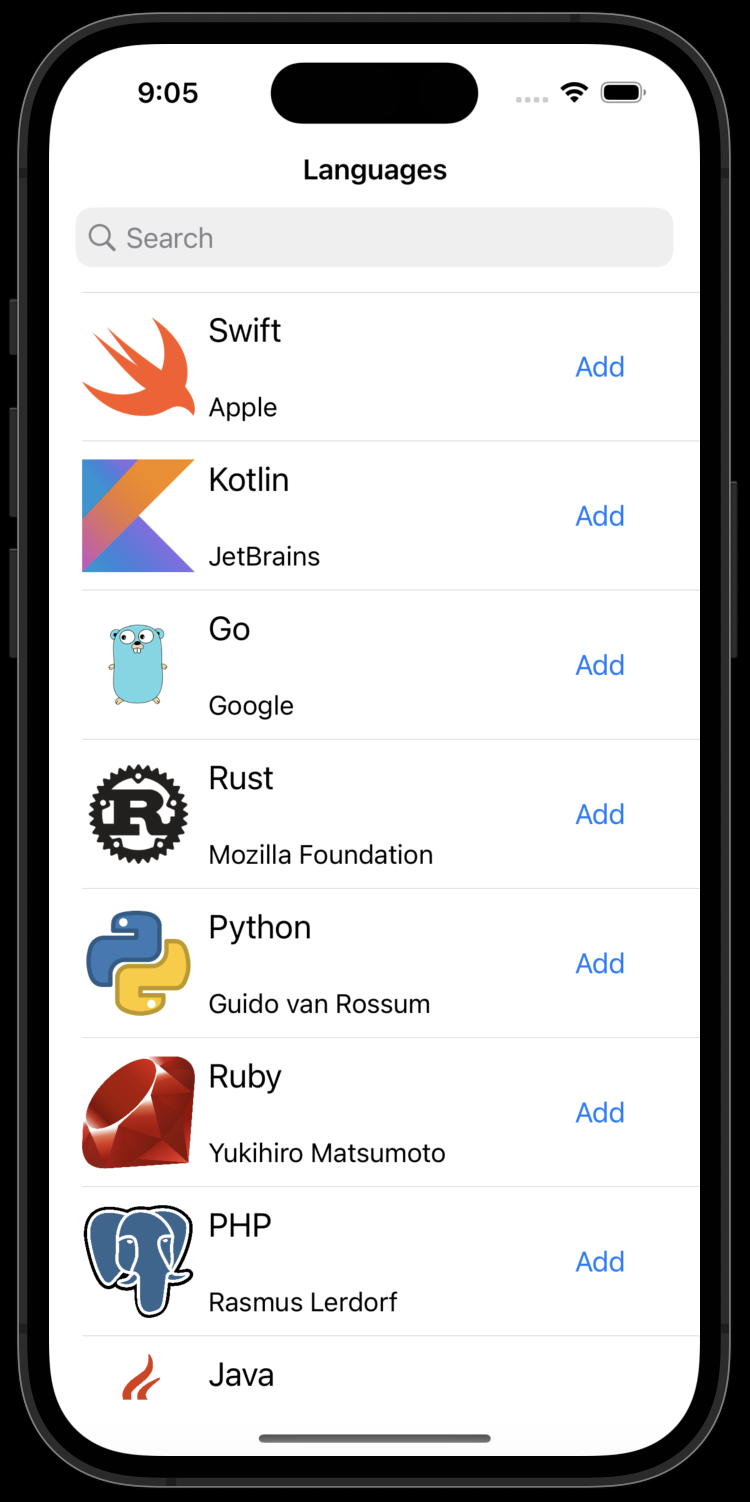 9:05
Languages
Search
Swift
Apple
Add
Kotlin
JetBrains
Add
Go
Google
Add
Rust
Mozilla Foundation
Add
R
Python
Guido van Rossum
Add
Ruby
Yukihiro Matsumoto
Add
PHP
Rasmus Lerdorf
Add
Java